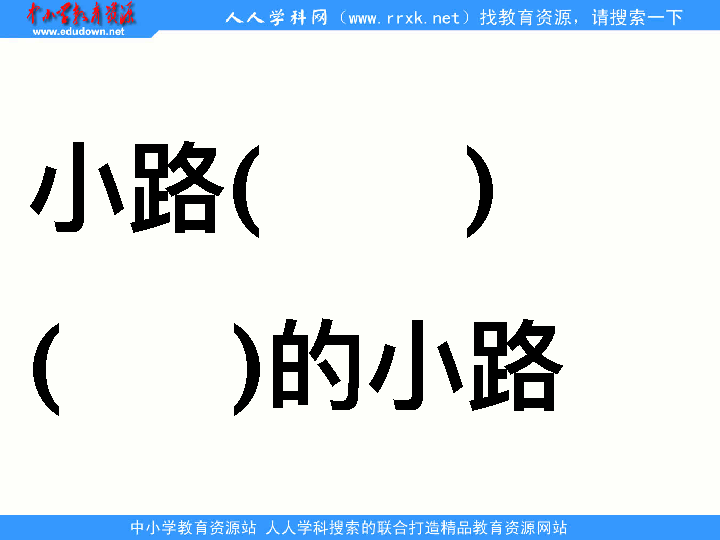 中小学教育资源
www.edudown.net
人人学科网（www.rrxk.net）找教育资源，请搜索一下
小路(　　)
(　　)的小路
中小学教育资源站 人人学科搜索的联合打造精品教育资源网站